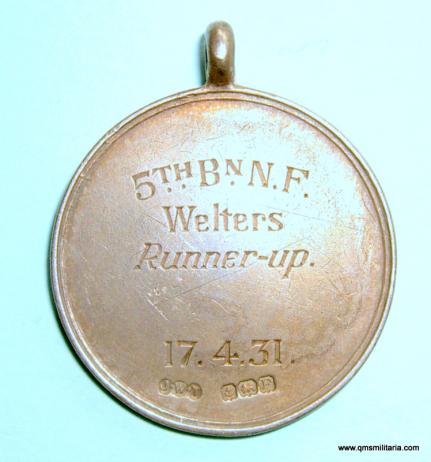 5TH BN. N.F.
Welters
Runner-up.
17. 4.31.
www.qmsmilitaria.com